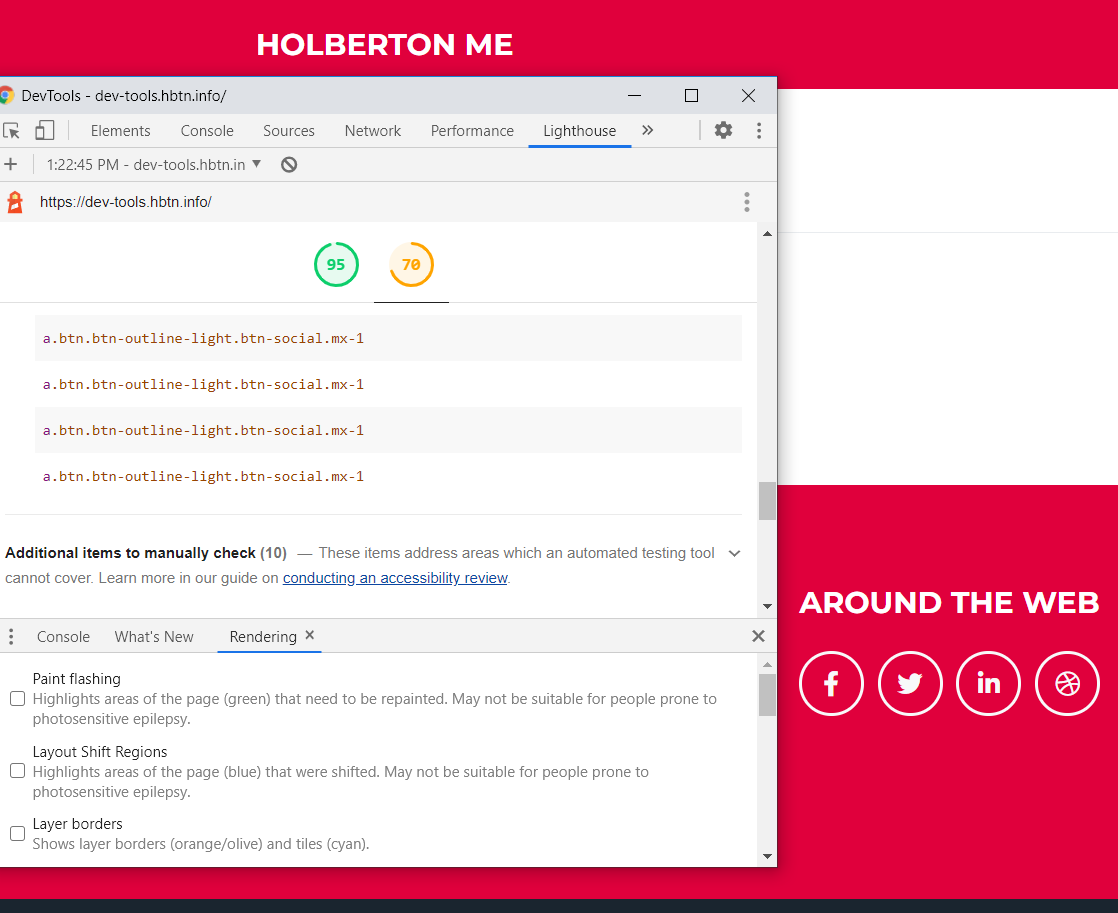 HOLBERTON ME
DevTools - dev-tools.hbtn.info/
Elements Console Sources Network Performance Lighthouse »
+ 1:22:45 PM - dev-tools.hbtn.in
https://dev-tools.hbtn.info/
95 70
a.btn.btn-outline-light.btn-social.mx-1
a.btn.btn-outline-light.btn-social.mx-1
a.btn.btn-outline-light.btn-social.mx-1
a.btn.btn-outline-light.btn-social.mx-1
Additional items to manually check (10) — These items address areas which an automated testing tool
cannot cover. Learn more in our guide on conducting an accessibility review.
AROUND THE WEB
Console What's New Rendering ×
Paint flashing
Highlights areas of the page (green) that need to be repainted. May not be suitable for people prone to
photosensitive epilepsy.
Layout Shift Regions
Highlights areas of the page (blue) that were shifted. May not be suitable for people prone to
photosensitive epilepsy.
Layer borders
Shows layer borders (orange/olive) and tiles (cyan).